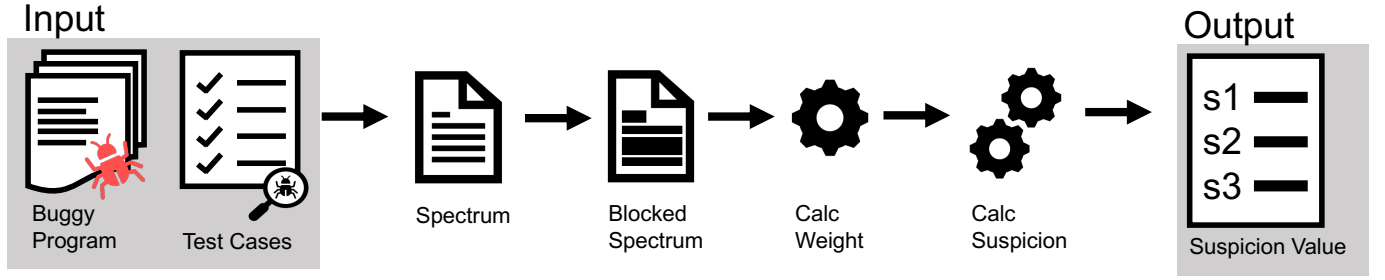 Input
Output
Buggy
Program
Test Cases
Spectrum
Blocked
Spectrum
Calc
Weight
Calc
Suspicion
s1
s2
s3
Suspicion Value